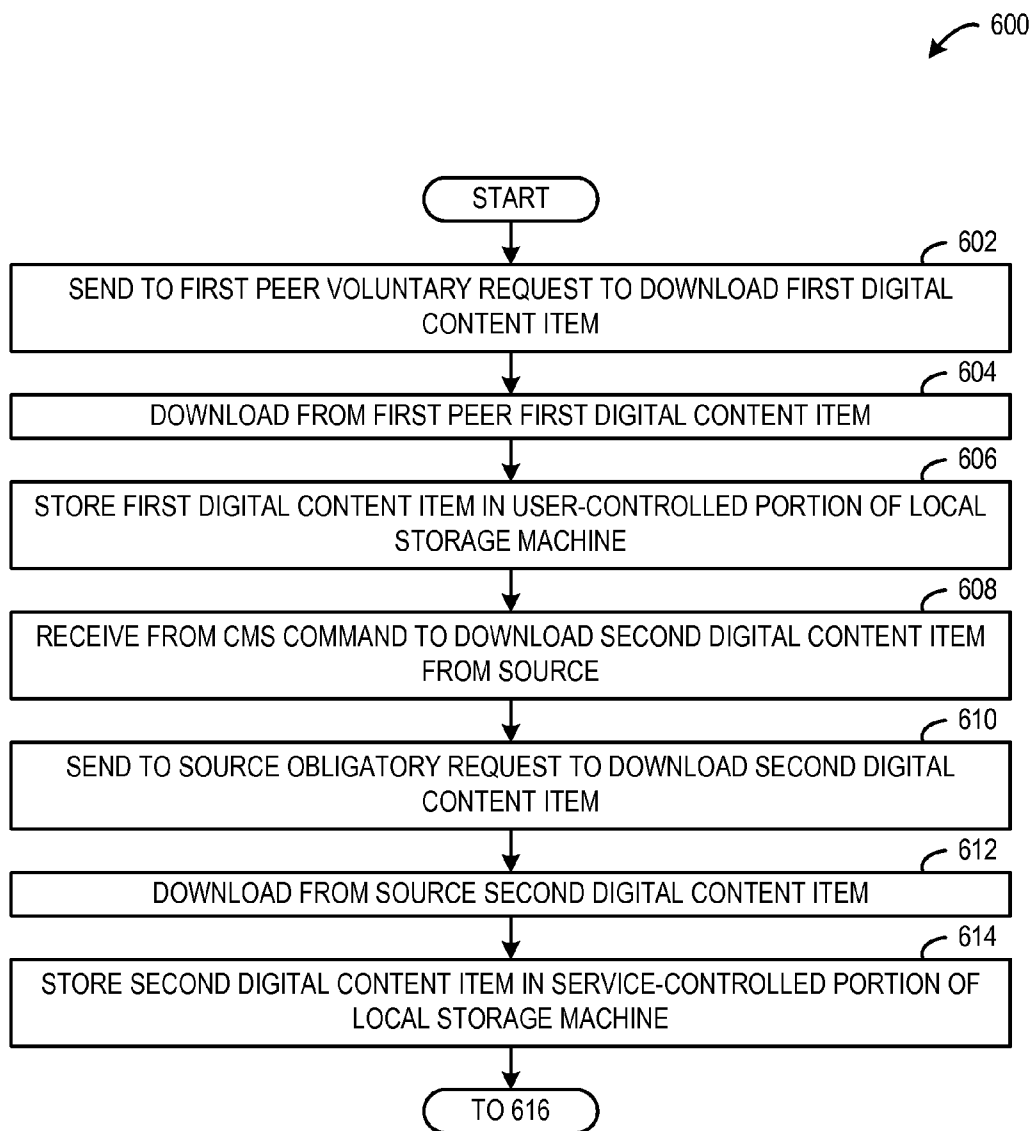 600
START
602
SEND TO FIRST PEER VOLUNTARY REQUEST TO DOWNLOAD FIRST DIGITAL
CONTENT ITEM
604
DOWNLOAD FROM FIRST PEER FIRST DIGITAL CONTENT ITEM
606
STORE FIRST DIGITAL CONTENT ITEM IN USER-CONTROLLED PORTION OF LOCAL
STORAGE MACHINE
608
RECEIVE FROM CMS COMMAND TO DOWNLOAD SECOND DIGITAL CONTENT ITEM
FROM SOURCE
610
SEND TO SOURCE OBLIGATORY REQUEST TO DOWNLOAD SECOND DIGITAL
CONTENT ITEM
612
DOWNLOAD FROM SOURCE SECOND DIGITAL CONTENT ITEM
614
STORE SECOND DIGITAL CONTENT ITEM IN SERVICE-CONTROLLED PORTION OF
LOCAL STORAGE MACHINE
TO 616